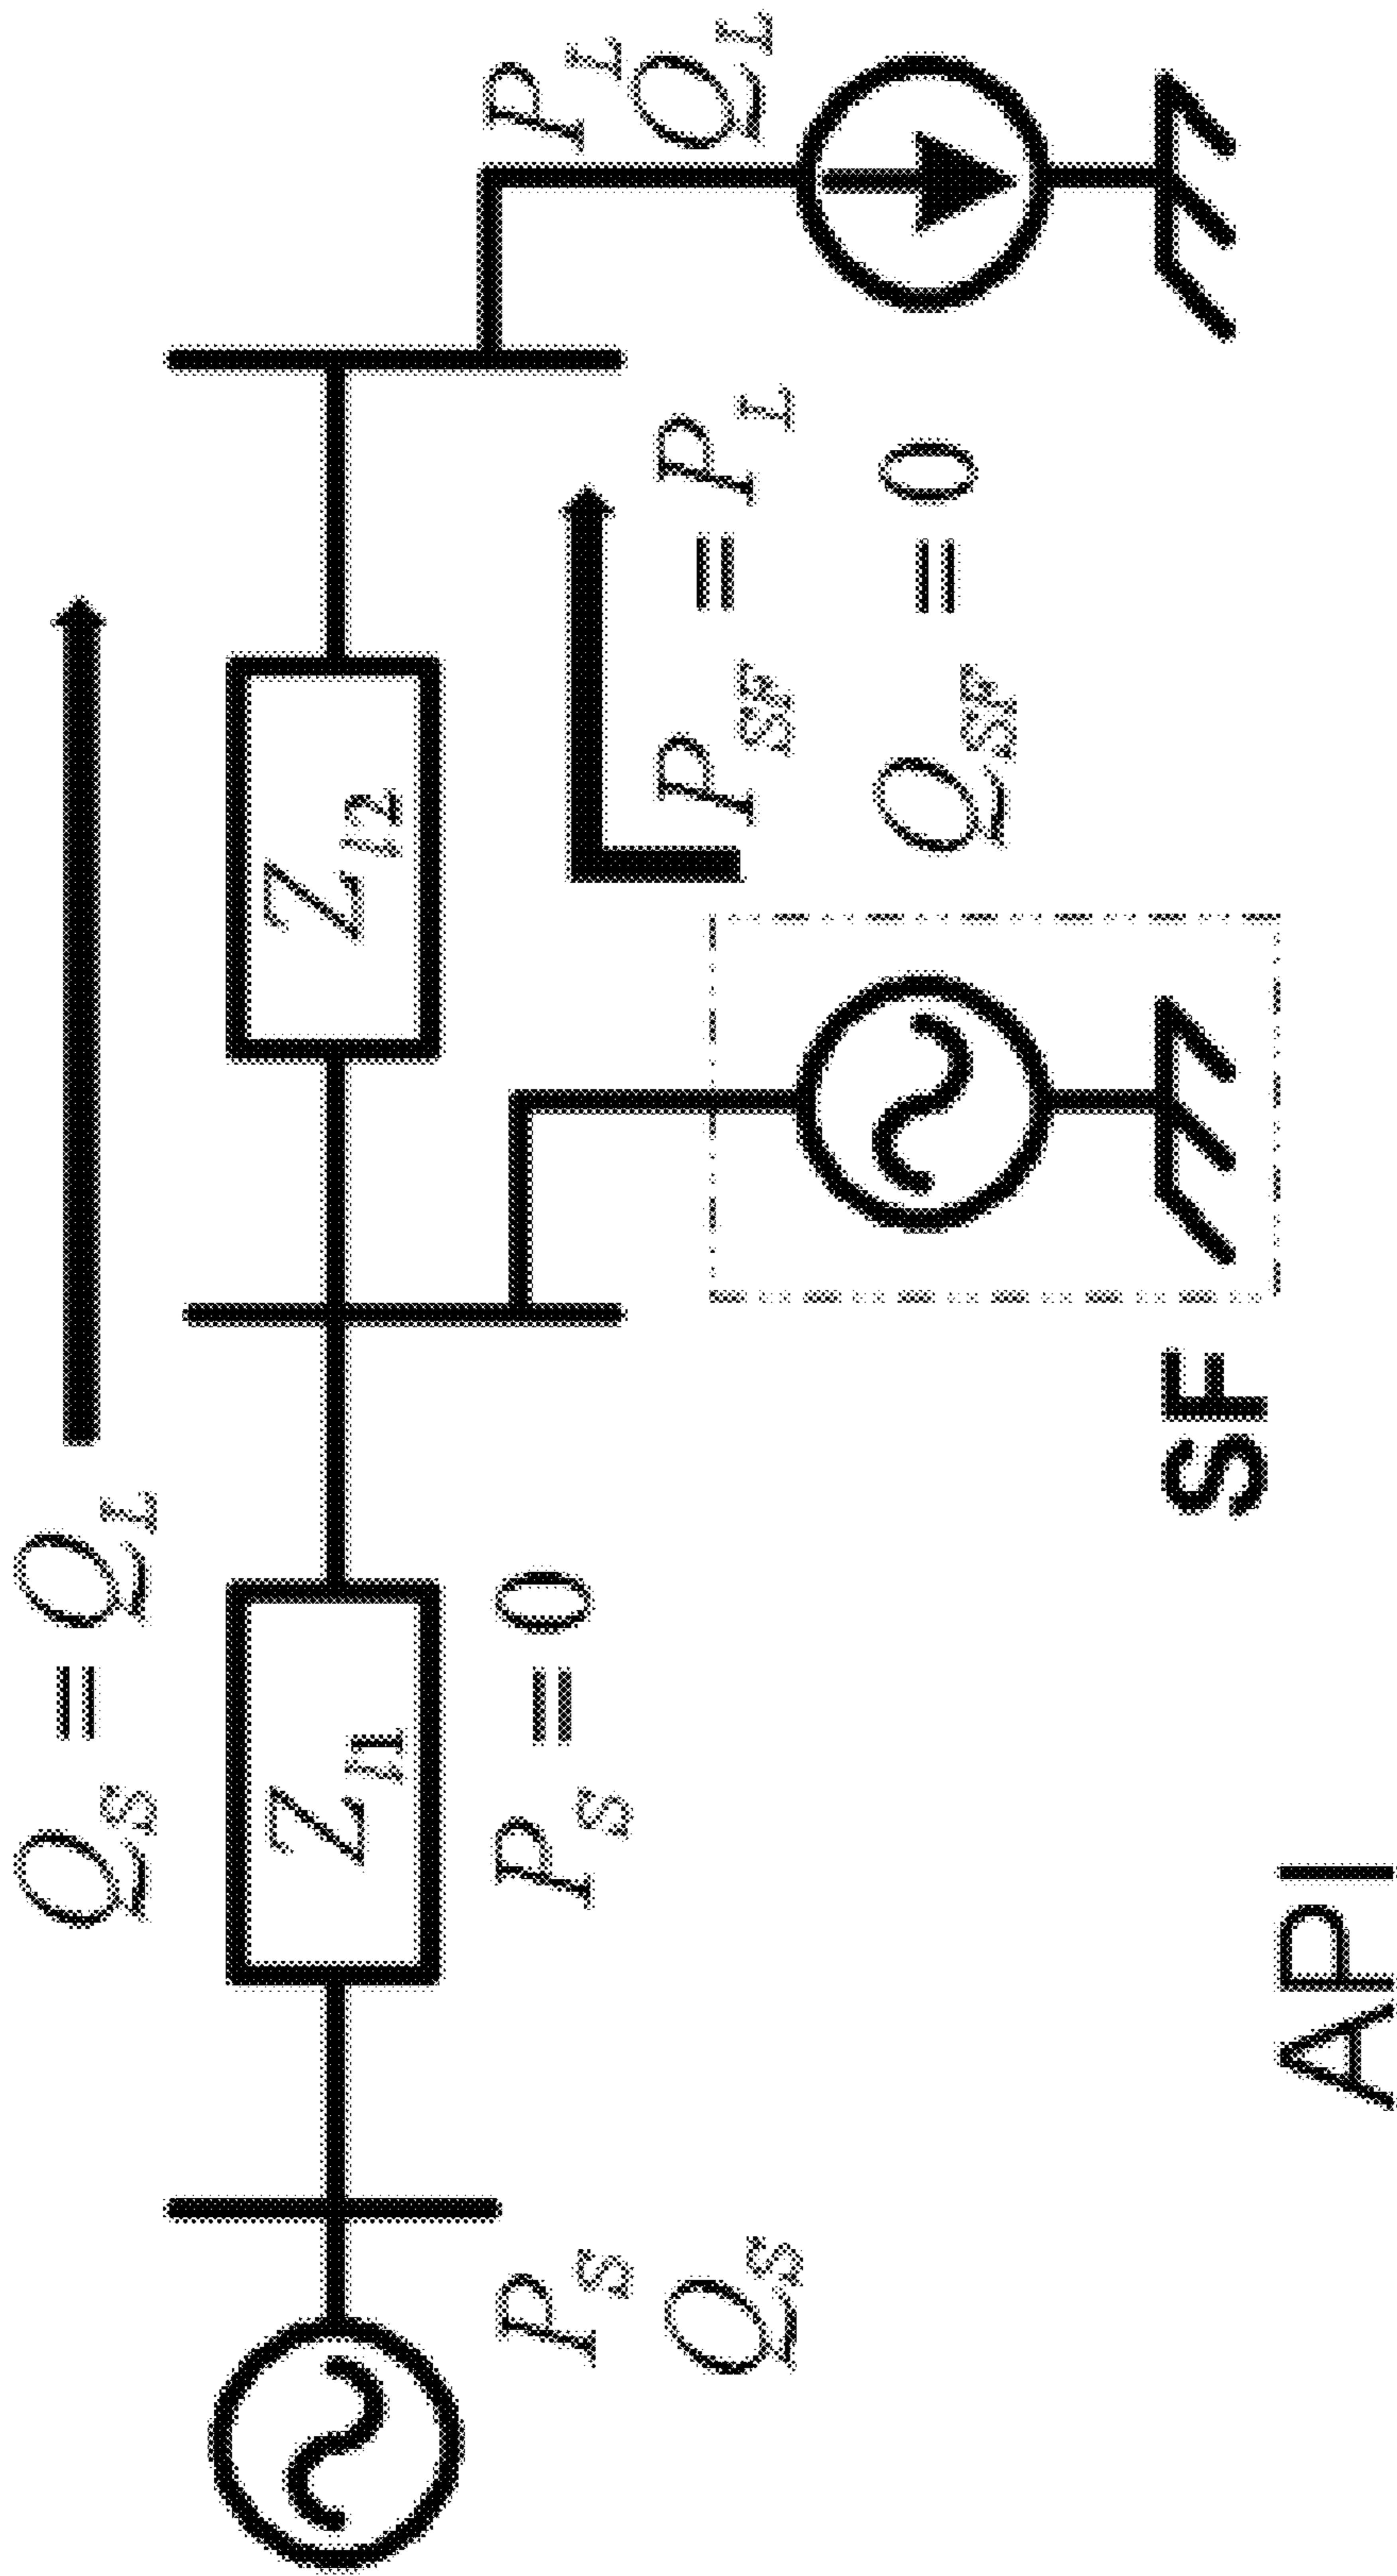 Q_S = Q_L
Z_l1
Z_l2
P_S = 0
P_S
Q_S
P_SF = P_L
Q_SF = 0
P_L
Q_L
SF
API